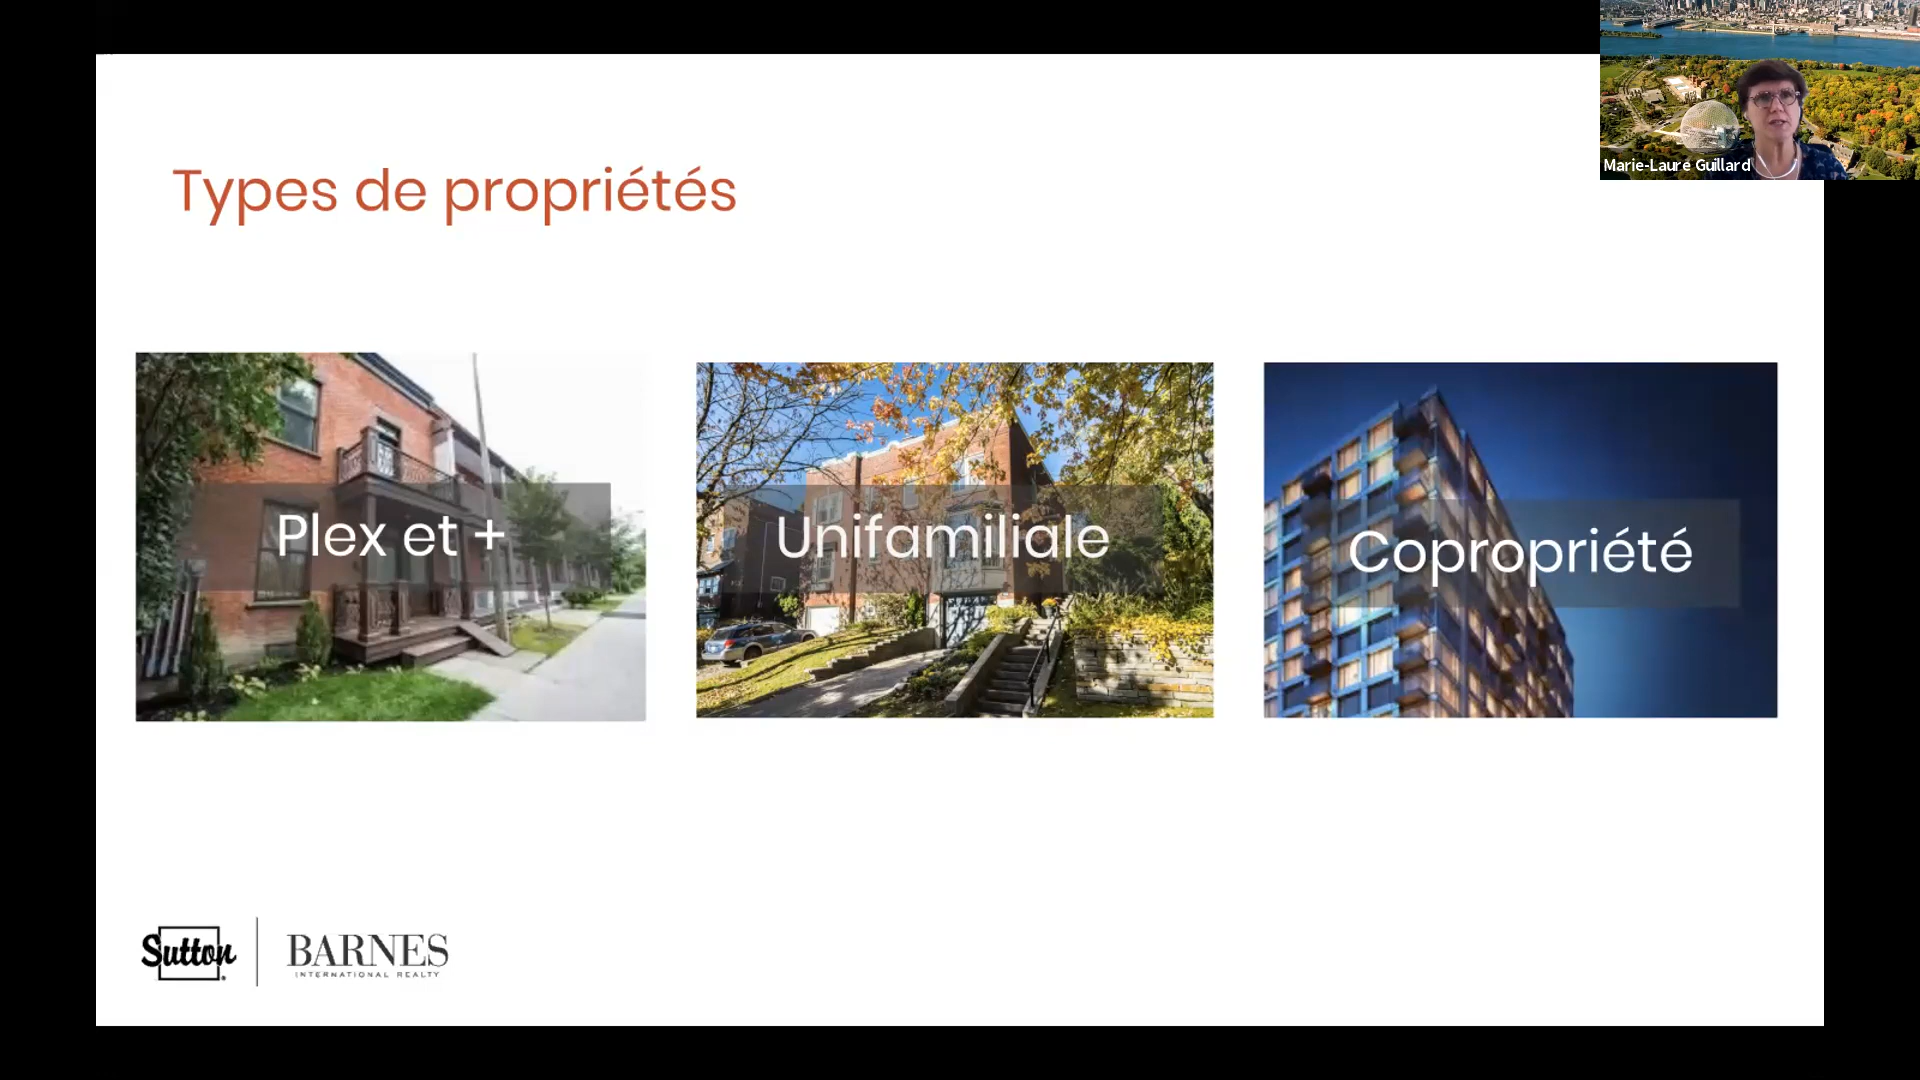 Marie-Laure Guillard
Types de propriétés
Plex et +
Unifamiliale
Copropriété
Sutton
BARNES
INTERNATIONAL REALTY